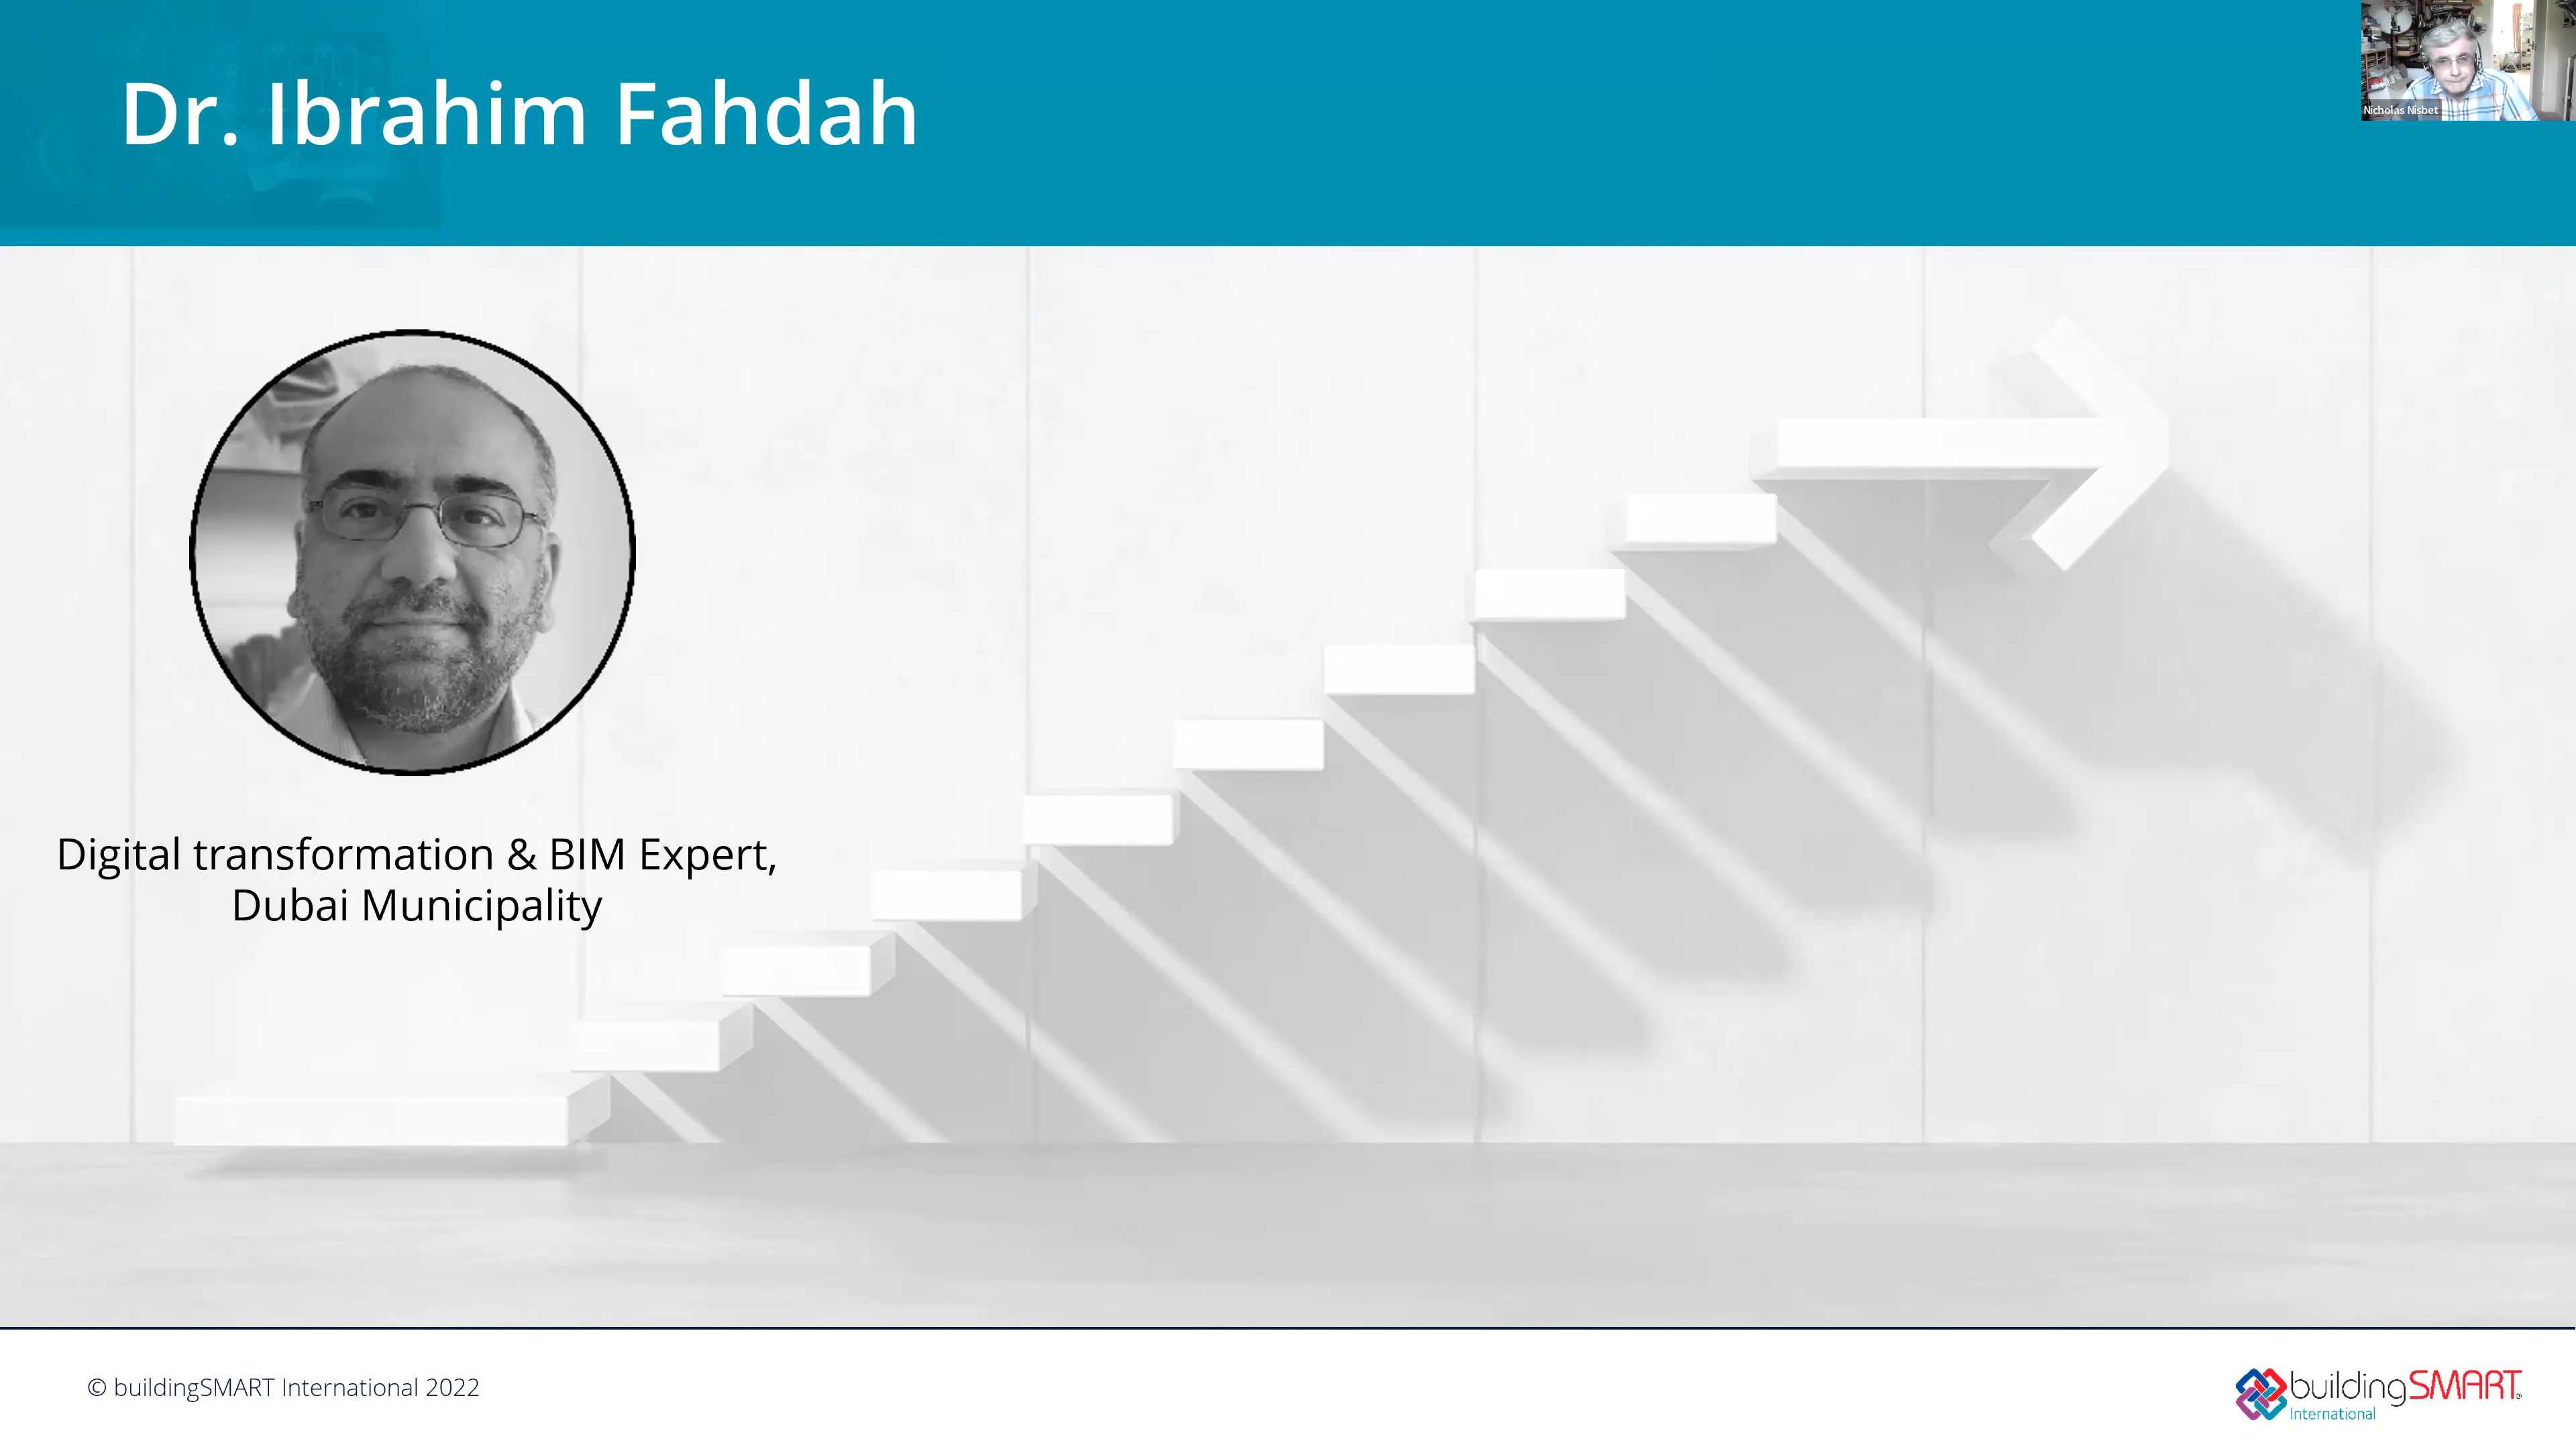 Dr. Ibrahim Fahdah
Nicholas Nisbet
Digital transformation & BIM Expert,
Dubai Municipality
© buildingSMART International 2022
buildingSMART
International